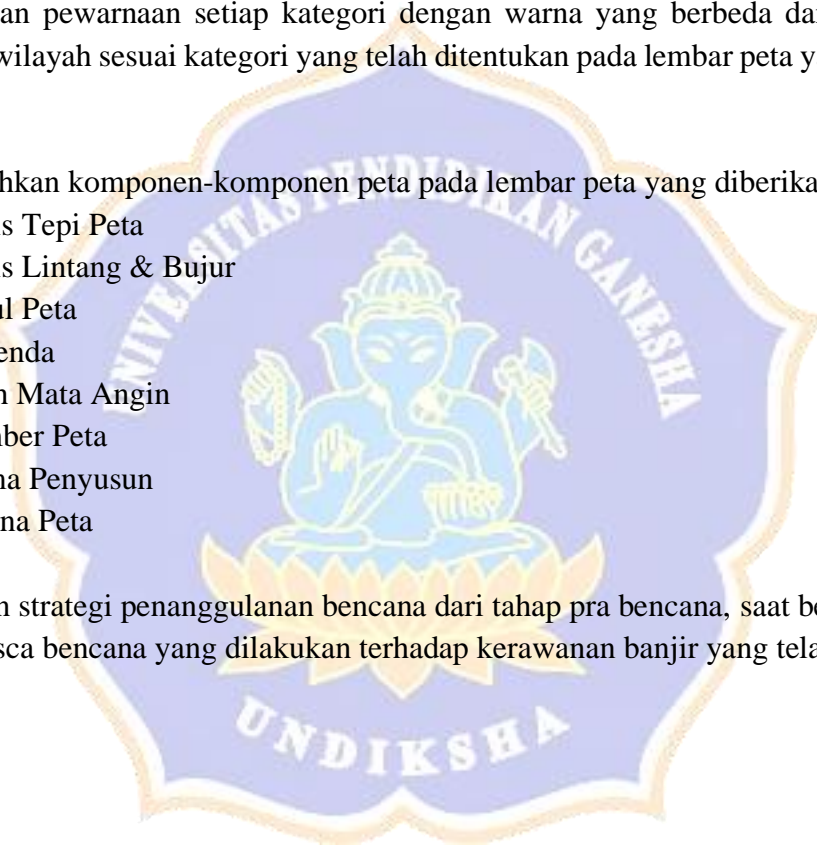 an pewarnaan setiap kategori dengan warna yang berbeda da
wilayah sesuai kategori yang telah ditentukan pada lembar peta y
hkan komponen-komponen peta pada lembar peta yang diberika
s Tepi Peta
s Lintang & Bujur
ul Peta
enda
h Mata Angin
ber Peta
na Penyusun
na Peta
n strategi penanggulanan bencana dari tahap pra bencana, saat be
sca bencana yang dilakukan terhadap kerawanan banjir yang tela
UNIVERSITAS PENDIDIKAN GANESHA
UNDIKSHA